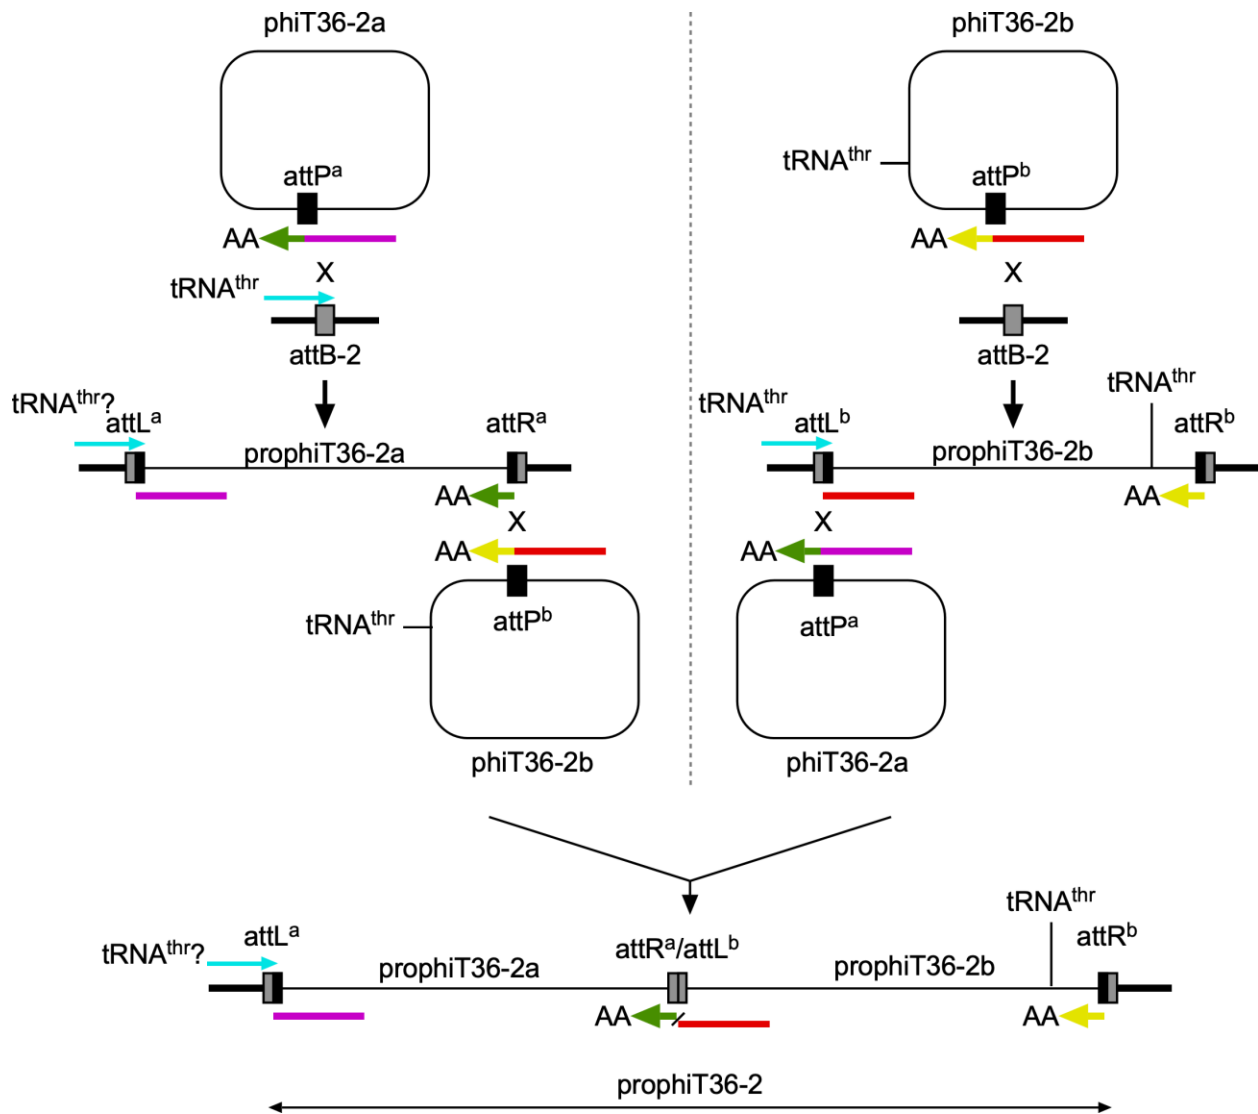 phiT36-2a
phiT36-2b
attPᵃ
tRNAᵗʰʳ
attPᵇ
AA
AA
X
X
tRNAᵗʰʳ
attB-2
attB-2
tRNAᵗʰʳ
tRNAᵗʰʳ?
attLᵃ
attRᵃ
tRNAᵗʰʳ
attLᵇ
attRᵇ
prophiT36-2a
prophiT36-2b
AA
AA
X
X
AA
AA
tRNAᵗʰʳ
attPᵇ
attPᵃ
phiT36-2b
phiT36-2a
tRNAᵗʰʳ
tRNAᵗʰʳ?
attLᵃ
attRᵃ/attLᵇ
attRᵇ
prophiT36-2a
prophiT36-2b
AA
AA
prophiT36-2